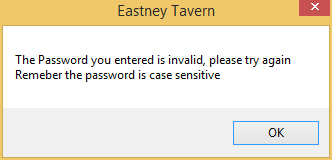 Eastney Tavern
The Password you entered is invalid, please try again
Remeber the password is case sensitive
OK